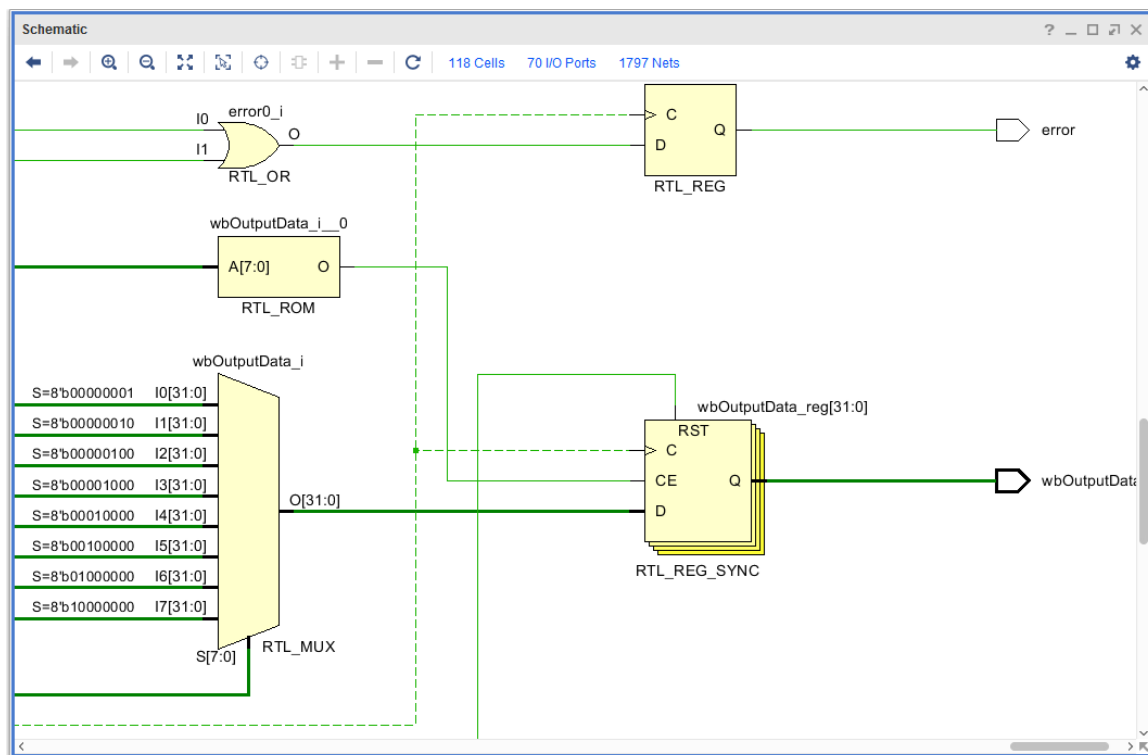 Schematic
118 Cells 70 I/O Ports 1797 Nets
error0_i
I0
I1
O
RTL_OR
C
D
Q
RTL_REG
error
wbOutputData_i__0
A[7:0] O
RTL_ROM
wbOutputData_i
S=8'b00000001 I0[31:0]
S=8'b00000010 I1[31:0]
S=8'b00000100 I2[31:0]
S=8'b00001000 I3[31:0]
S=8'b00010000 I4[31:0]
S=8'b00100000 I5[31:0]
S=8'b01000000 I6[31:0]
S=8'b10000000 I7[31:0]
O[31:0]
S[7:0]
RTL_MUX
wbOutputData_reg[31:0]
RST
C
CE
D
Q
RTL_REG_SYNC
wbOutputData